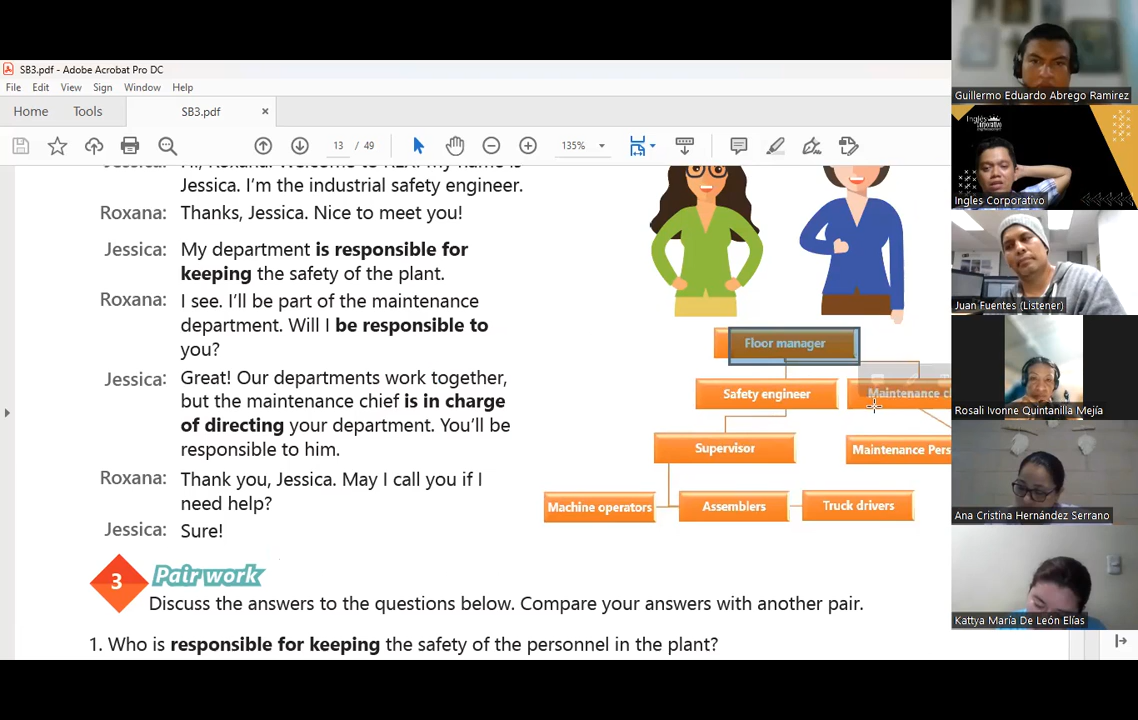 SB3.pdf - Adobe Acrobat Pro DC
File Edit View Sign Window Help
Home Tools SB3.pdf ×
13 / 49 135%
Jessica. I'm the industrial safety engineer.
Roxana: Thanks, Jessica. Nice to meet you!
Jessica: My department is responsible for
keeping the safety of the plant.
Roxana: I see. I'll be part of the maintenance
department. Will I be responsible to
you?
Jessica: Great! Our departments work together,
but the maintenance chief is in charge
of directing your department. You'll be
responsible to him.
Roxana: Thank you, Jessica. May I call you if I
need help?
Jessica: Sure!
Floor manager
Safety engineer
Maintenance
Supervisor
Maintenance Pers
Machine operators
Assemblers
Truck drivers
3 Pair work
Discuss the answers to the questions below. Compare your answers with another pair.
1. Who is responsible for keeping the safety of the personnel in the plant?
Guillermo Eduardo Abrego Ramirez
Inglés
Corporativo
Ingles Corporativo
Juan Fuentes (Listener)
Rosali Ivonne Quintanilla Mejía
Ana Cristina Hernández Serrano
Kattya María De León Elías